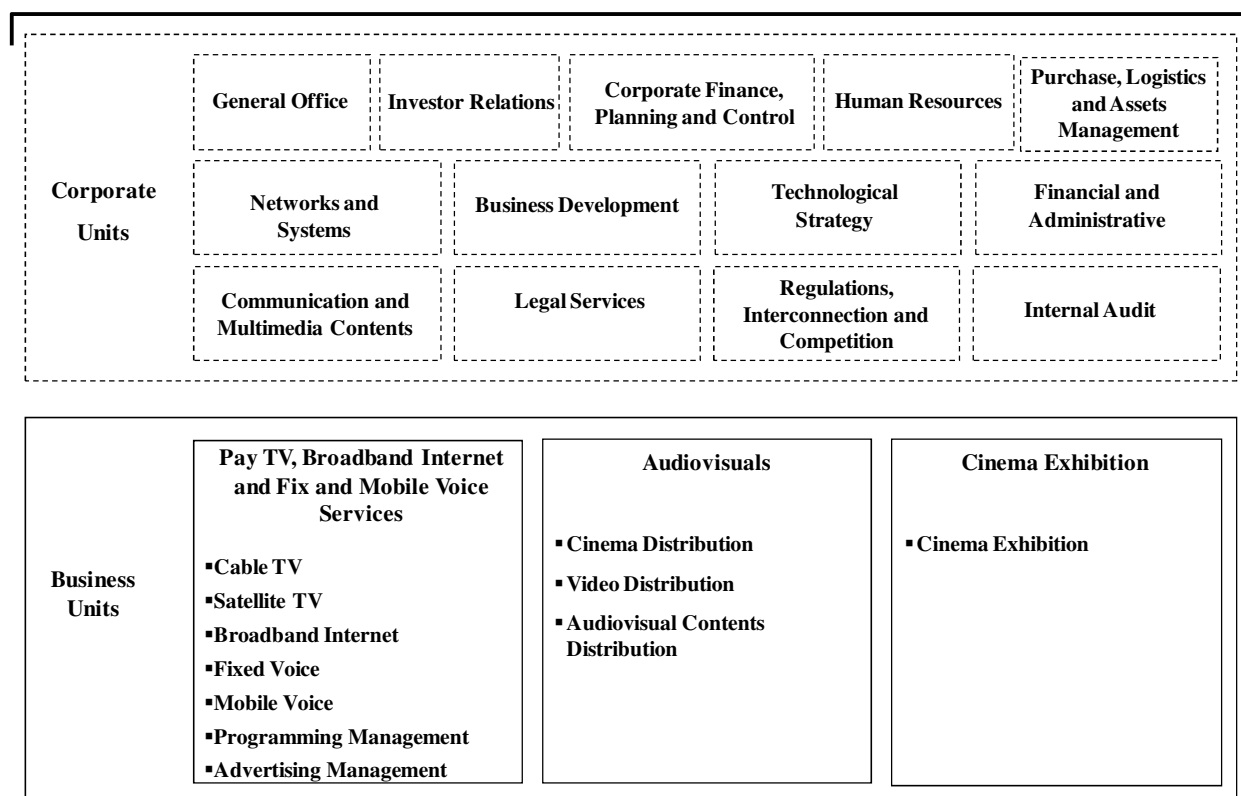 General Office
Investor Relations
Corporate Finance,
Planning and Control
Human Resources
Purchase, Logistics
and Assets
Management
Corporate
Units
Networks and
Systems
Business Development
Technological
Strategy
Financial and
Administrative
Communication and
Multimedia Contents
Legal Services
Regulations,
Interconnection and
Competition
Internal Audit
Business
Units
Pay TV, Broadband Internet
and Fix and Mobile Voice
Services
▪Cable TV
▪Satellite TV
▪Broadband Internet
▪Fixed Voice
▪Mobile Voice
▪Programming Management
▪Advertising Management
Audiovisuals
▪ Cinema Distribution
▪ Video Distribution
▪ Audiovisual Contents
Distribution
Cinema Exhibition
▪ Cinema Exhibition